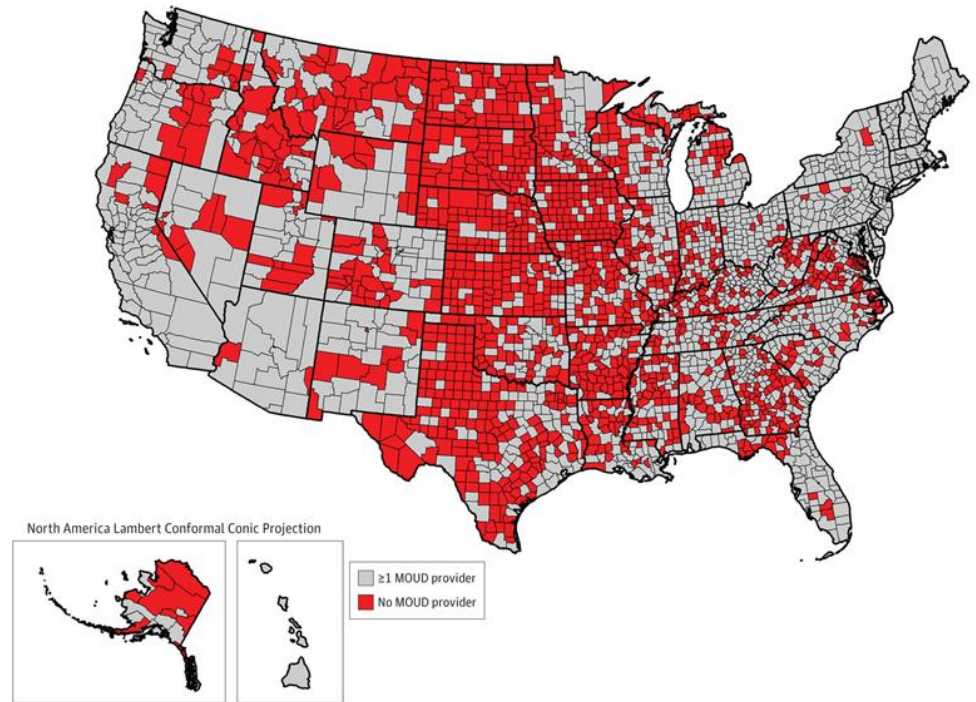 North America Lambert Conformal Conic Projection
≥1 MOUD provider
No MOUD provider